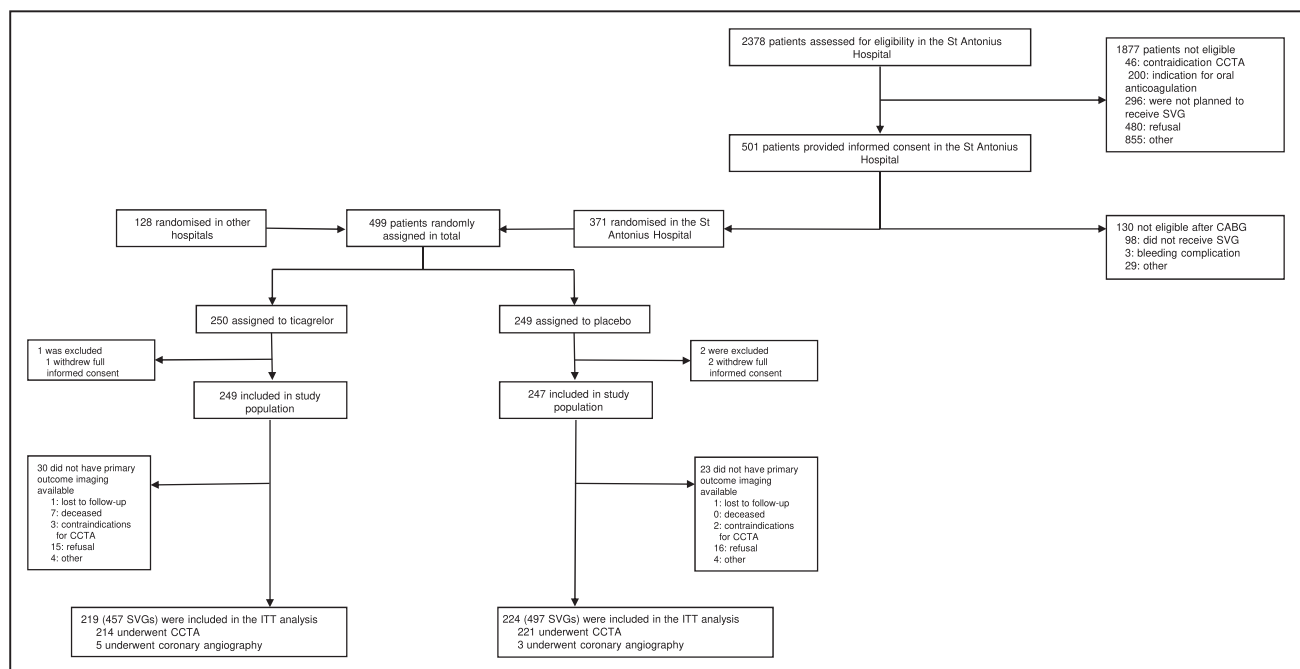 2378 patients assessed for eligibility in the St Antonius
Hospital
1877 patients not eligible
46: contraidication CCTA
200: indication for oral
anticoagulation
296: were not planned to
receive SVG
480: refusal
855: other
501 patients provided informed consent in the St Antonius
Hospital
128 randomised in other
hospitals
499 patients randomly
assigned in total
371 randomised in the St
Antonius Hospital
130 not eligible after CABG
98: did not receive SVG
3: bleeding complication
29: other
250 assigned to ticagrelor
249 assigned to placebo
1 was excluded
1 withdrew full
informed consent
2 were excluded
2 withdrew full
informed consent
249 included in study
population
247 included in study
population
30 did not have primary
outcome imaging
available
1: lost to follow-up
7: deceased
3: contraindications
for CCTA
15: refusal
4: other
23 did not have primary
outcome imaging
available
1: lost to follow-up
0: deceased
2: contraindications
for CCTA
16: refusal
4: other
219 (457 SVGs) were included in the ITT analysis
214 underwent CCTA
5 underwent coronary angiography
224 (497 SVGs) were included in the ITT analysis
221 underwent CCTA
3 underwent coronary angiography